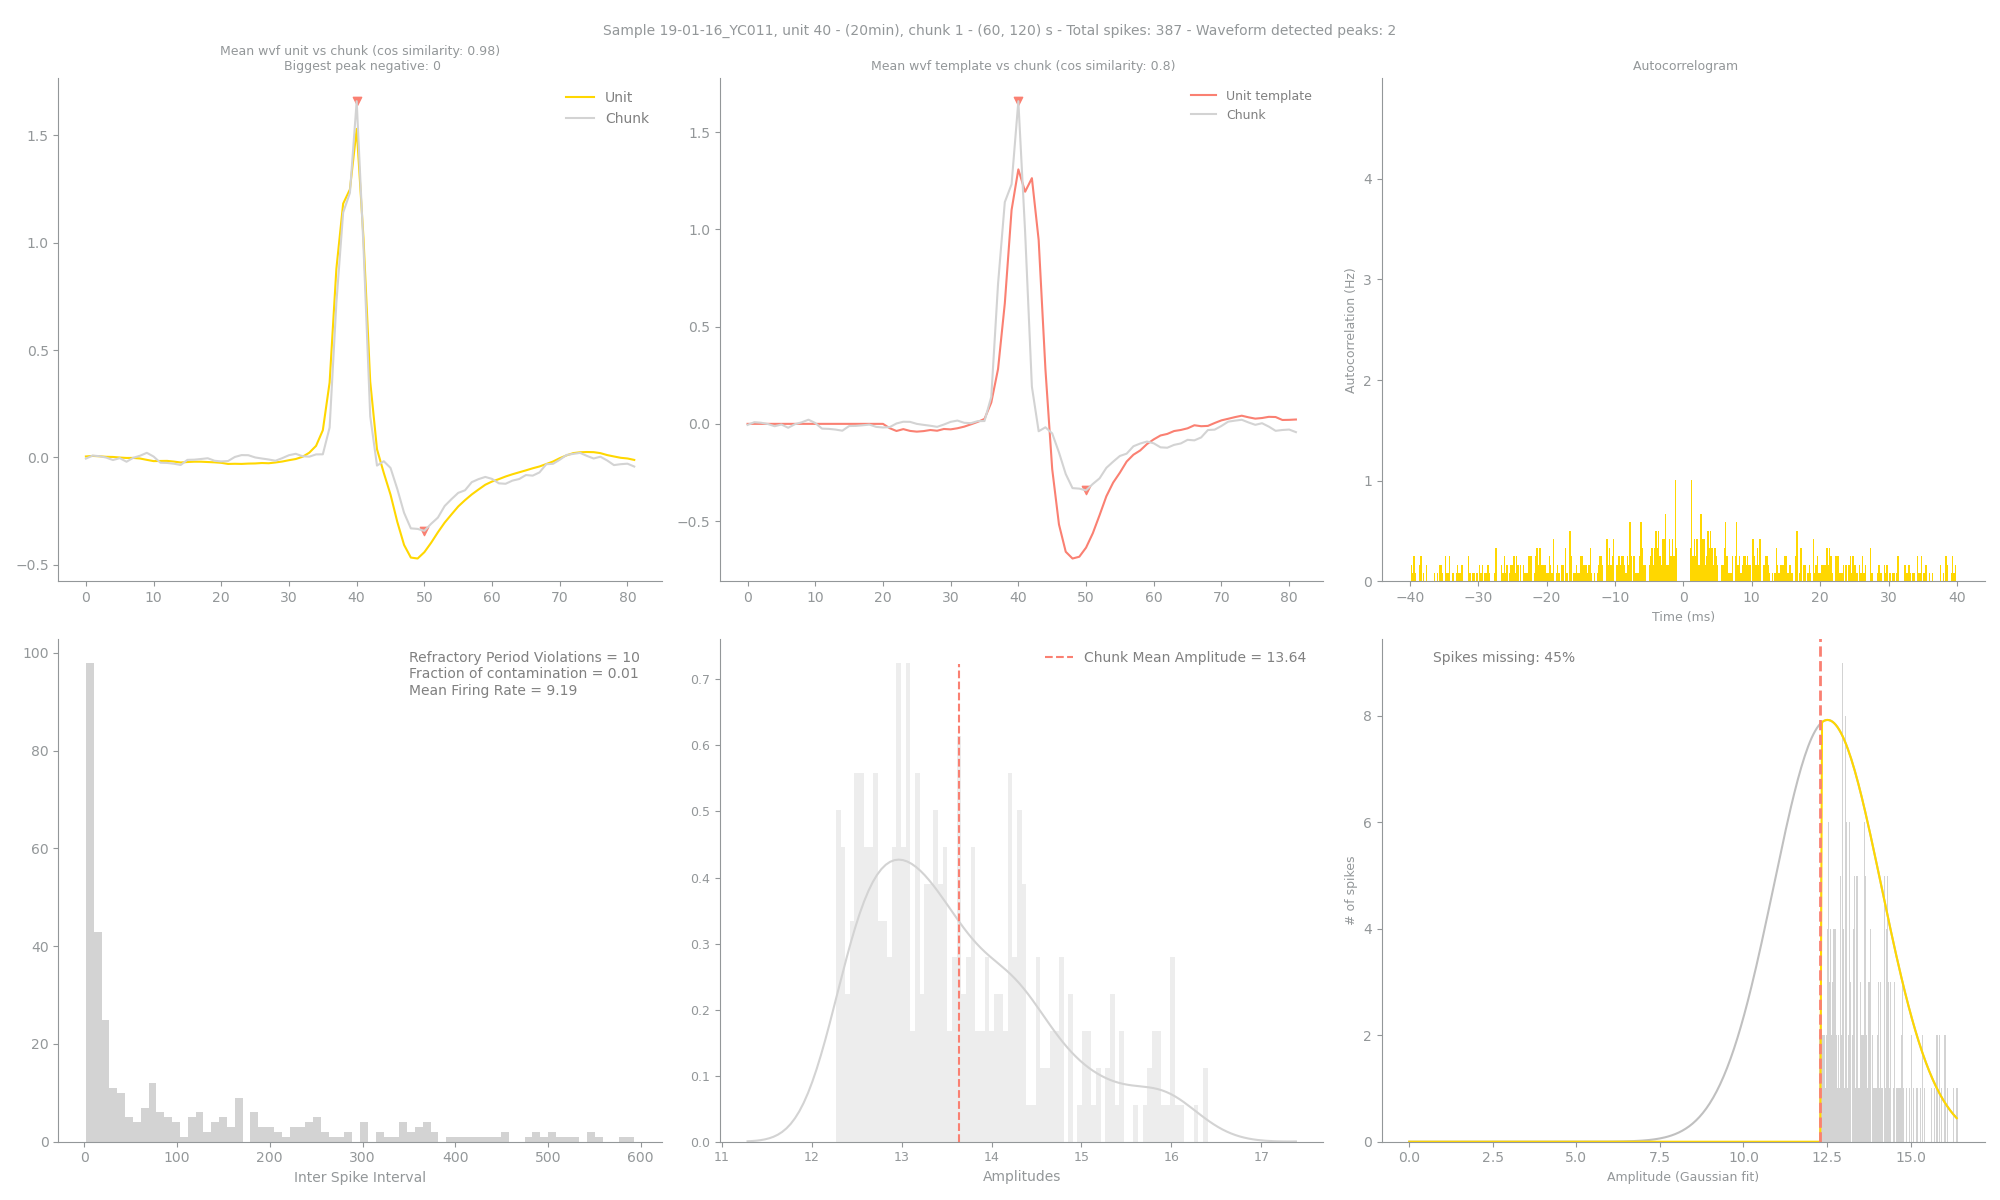 Sample 19-01-16_YC011, unit 40 - (20min), chunk 1 - (60, 120) s - Total spikes: 387 - Waveform detected peaks: 2
Mean wvf unit vs chunk (cos similarity: 0.98)
Biggest peak negative: 0
Unit
Chunk
1.5
1.0
0.5
0.0
−0.5
0 10 20 30 40 50 60 70 80
Mean wvf template vs chunk (cos similarity: 0.8)
Unit template
Chunk
1.5
1.0
0.5
0.0
−0.5
0 10 20 30 40 50 60 70 80
Autocorrelogram
Autocorrelation (Hz)
4
3
2
1
0
−40 −30 −20 −10 0 10 20 30 40
Time (ms)
Refractory Period Violations = 10
Fraction of contamination = 0.01
Mean Firing Rate = 9.19
100
80
60
40
20
0
0 100 200 300 400 500 600
Inter Spike Interval
Chunk Mean Amplitude = 13.64
0.7
0.6
0.5
0.4
0.3
0.2
0.1
0.0
11 12 13 14 15 16 17
Amplitudes
Spikes missing: 45%
# of spikes
8
6
4
2
0
0.0 2.5 5.0 7.5 10.0 12.5 15.0
Amplitude (Gaussian fit)